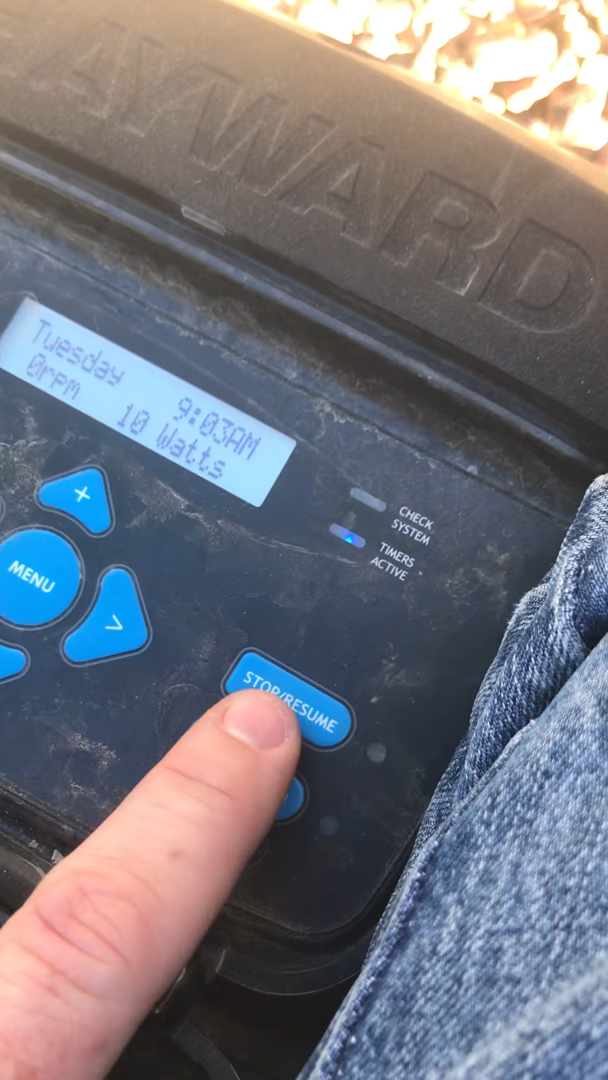 AYWARD
Tuesday 9:03AM
0rpm 10 Watts
+
MENU
>
CHECK
SYSTEM
TIMERS
ACTIVE
STOP/RESUME